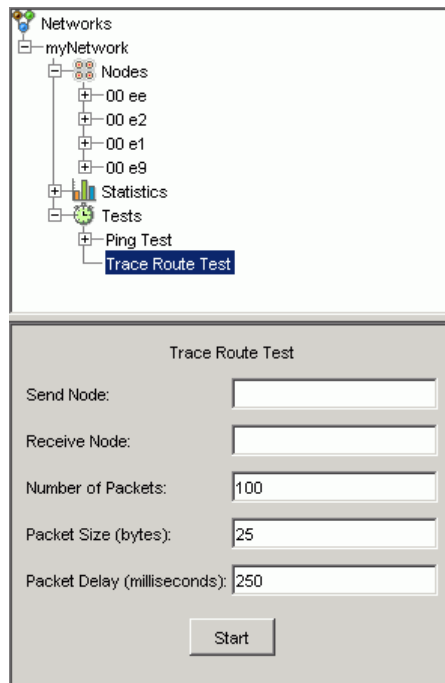 Networks
myNetwork
Nodes
00 ee
00 e2
00 e1
00 e9
Statistics
Tests
Ping Test
Trace Route Test
Trace Route Test
Send Node:
Receive Node:
Number of Packets: 100
Packet Size (bytes): 25
Packet Delay (milliseconds): 250
Start